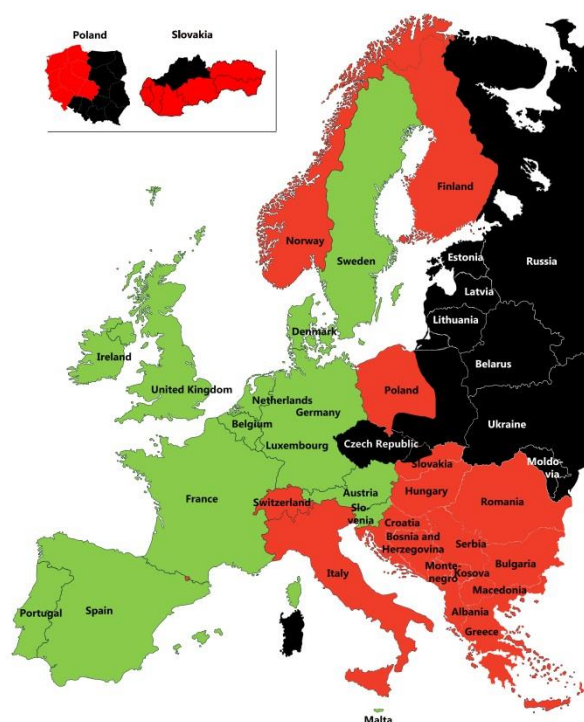 Poland
Slovakia
Finland
Norway
Sweden
Estonia
Russia
Latvia
Lithuania
Denmark
Ireland
Belarus
United Kingdom
Netherlands
Poland
Germany
Belgium
Ukraine
Czech Republic
Luxembourg
Slovakia
Moldo-
via
Austria
Hungary
France
Switzerland
Romania
Slo-
venia
Croatia
Bosnia and
Herzegovina
Serbia
Bulgaria
Monte-
negro
Kosova
Italy
Macedonia
Portugal
Spain
Albania
Greece
Malta